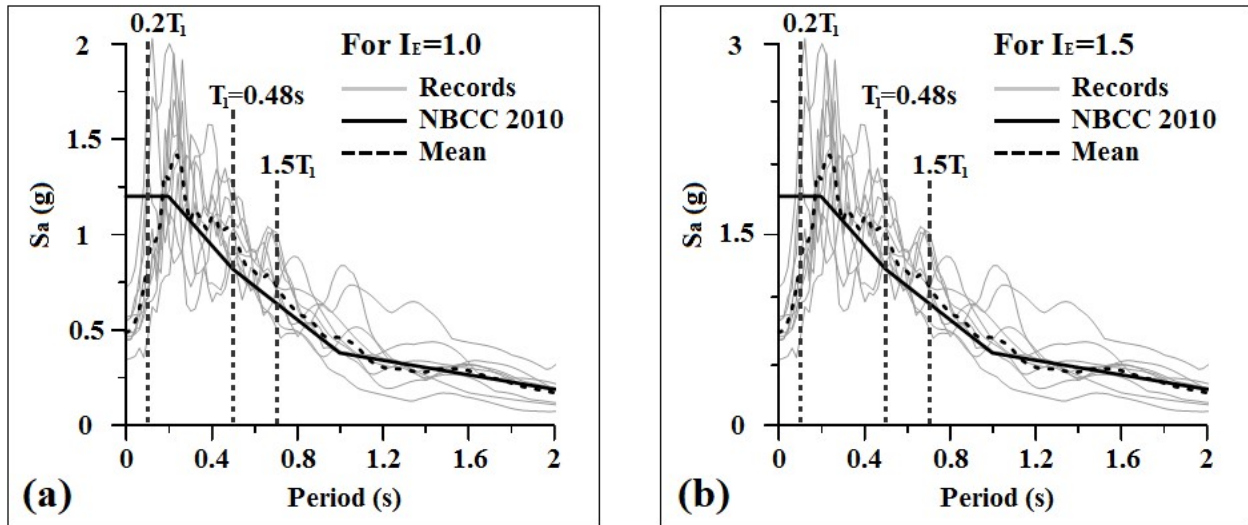 0.2T₁
2
For Iᴇ=1.0
Records
NBCC 2010
Mean
1.5
T₁=0.48s
1.5T₁
1
0.5
0
Sa (g)
0 0.4 0.8 1.2 1.6 2
Period (s)
(a)
0.2T₁
3
For Iᴇ=1.5
Records
NBCC 2010
Mean
T₁=0.48s
1.5T₁
1.5
0
Sa (g)
0 0.4 0.8 1.2 1.6 2
Period (s)
(b)